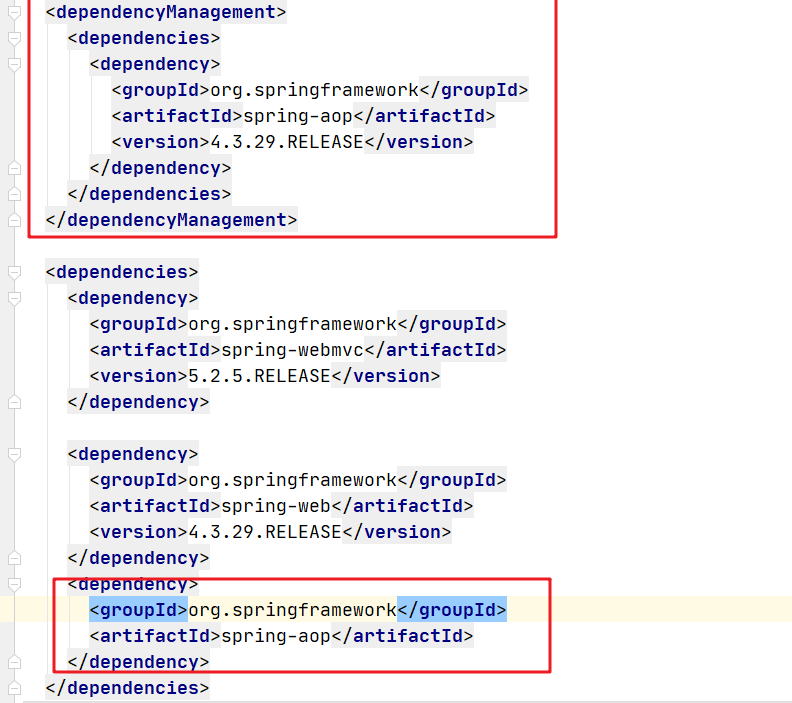 <dependencyManagement>
<dependencies>
<dependency>
<groupId>org.springframework</groupId>
<artifactId>spring-aop</artifactId>
<version>4.3.29.RELEASE</version>
</dependency>
</dependencies>
</dependencyManagement>
<dependencies>
<dependency>
<groupId>org.springframework</groupId>
<artifactId>spring-webmvc</artifactId>
<version>5.2.5.RELEASE</version>
</dependency>
<dependency>
<groupId>org.springframework</groupId>
<artifactId>spring-web</artifactId>
<version>4.3.29.RELEASE</version>
</dependency>
<dependency>
<groupId>org.springframework</groupId>
<artifactId>spring-aop</artifactId>
</dependency>
</dependencies>